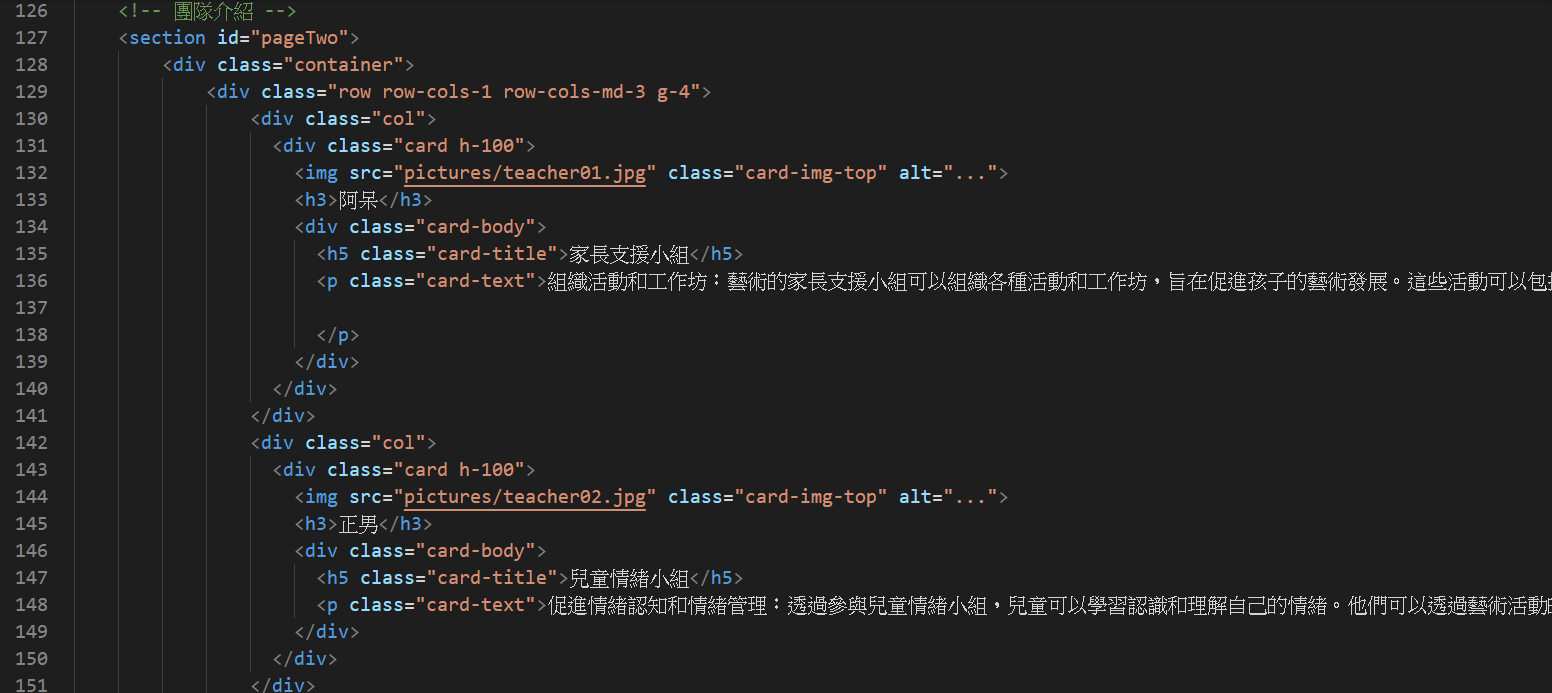 126 <!-- 團隊介紹 -->
127 <section id="pageTwo">
128 <div class="container">
129 <div class="row row-cols-1 row-cols-md-3 g-4">
130 <div class="col">
131 <div class="card h-100">
132 <img src="pictures/teacher01.jpg" class="card-img-top" alt="...">
133 <h3>阿呆</h3>
134 <div class="card-body">
135 <h5 class="card-title">家長支援小組</h5>
136 <p class="card-text">組織活動和工作坊：藝術的家長支援小組可以組織各種活動和工作坊，旨在促進孩子的藝術發展。這些活動可以包括
137
138 </p>
139 </div>
140 </div>
141 </div>
142 <div class="col">
143 <div class="card h-100">
144 <img src="pictures/teacher02.jpg" class="card-img-top" alt="...">
145 <h3>正男</h3>
146 <div class="card-body">
147 <h5 class="card-title">兒童情緒小組</h5>
148 <p class="card-text">促進情緒認知和情緒管理：透過參與兒童情緒小組，兒童可以學習認識和理解自己的情緒。他們可以透過藝術活動
149 </div>
150 </div>
151 </div>